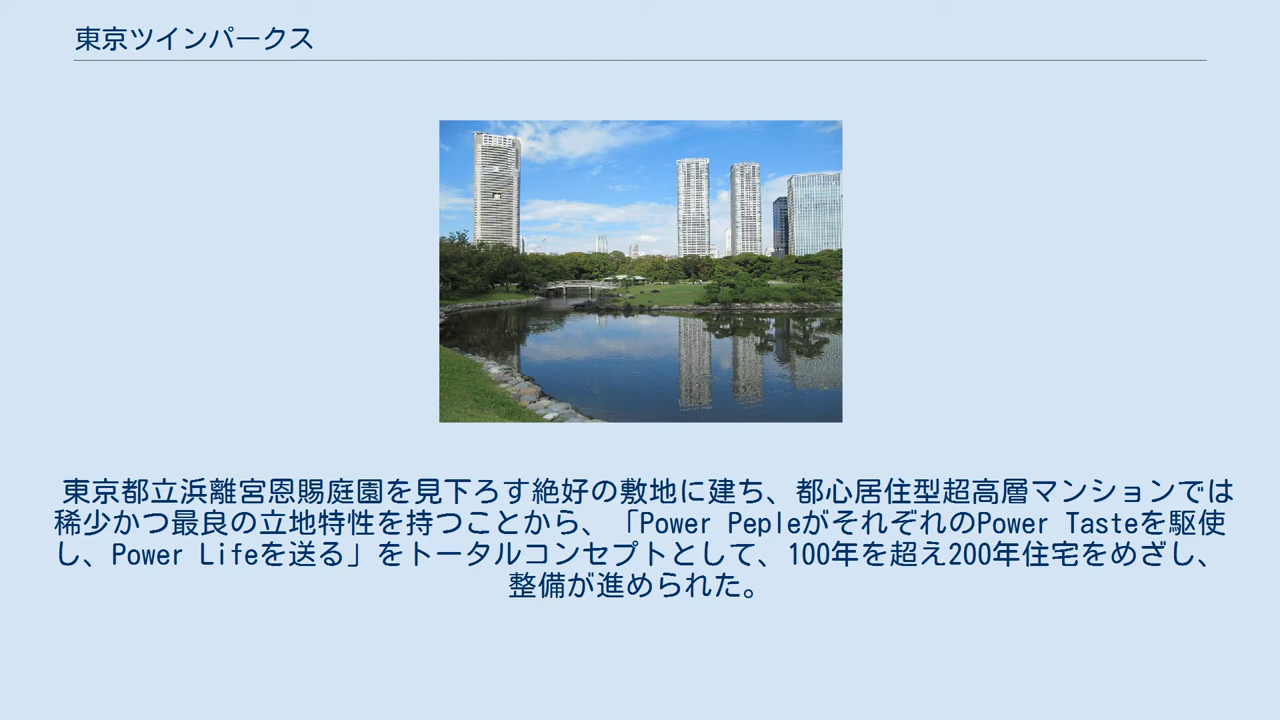 東京ツインパークス
東京都立浜離宮恩賜庭園を見下ろす絶好の敷地に建ち、都心居住型超高層マンションでは
稀少かつ最良の立地特性を持つことから、「Power PepleがそれぞれのPower Tasteを駆使
し、Power Lifeを送る」をトータルコンセプトとして、100年を超え200年住宅をめざし、
整備が進められた。